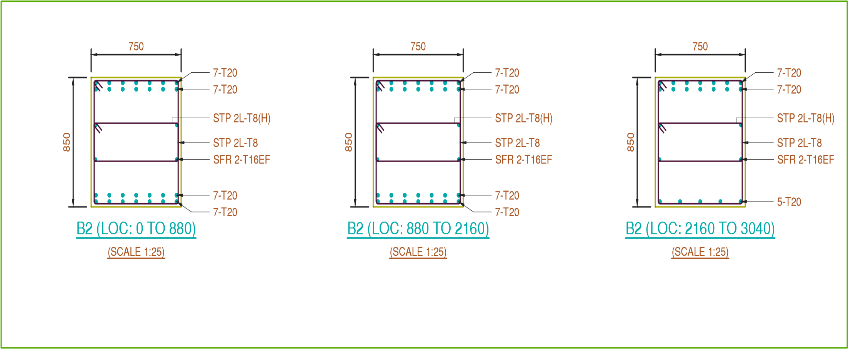 750
7-T20
7-T20
850
STP 2L-T8(H)
STP 2L-T8
SFR 2-T16EF
7-T20
7-T20
B2 (LOC: 0 TO 880)
(SCALE 1:25)
750
7-T20
7-T20
850
STP 2L-T8(H)
STP 2L-T8
SFR 2-T16EF
7-T20
7-T20
B2 (LOC: 880 TO 2160)
(SCALE 1:25)
750
7-T20
7-T20
850
STP 2L-T8(H)
STP 2L-T8
SFR 2-T16EF
5-T20
B2 (LOC: 2160 TO 3040)
(SCALE 1:25)